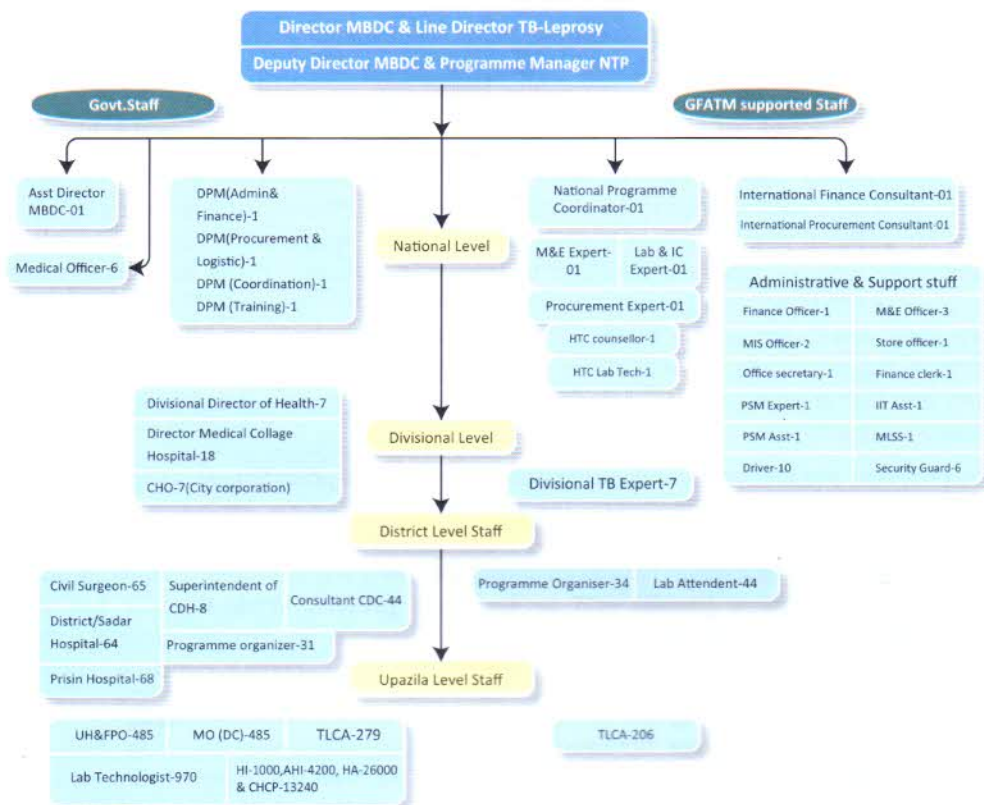 Director MBDC & Line Director TB-Leprosy
Deputy Director MBDC & Programme Manager NTP
Govt.Staff
GFATM supported Staff
Asst Director
MBDC-01
Medical Officer-6
DPM(Admin&
Finance)-1
DPM(Procurement &
Logistic)-1
DPM (Coordination)-1
DPM (Training)-1
National Level
National Programme
Coordinator-01
M&E Expert-
01
Lab & IC
Expert-01
Procurement Expert-01
HTC counsellor-1
HTC Lab Tech-1
International Finance Consultant-01
International Procurement Consultant-01
Administrative & Support stuff
Finance Officer-1
M&E Officer-3
MIS Officer-2
Store officer-1
Office secretary-1
Finance clerk-1
PSM Expert-1
IIT Asst-1
PSM Asst-1
MLSS-1
Driver-10
Security Guard-6
Divisional Director of Health-7
Director Medical Collage
Hospital-18
CHO-7(City corporation)
Divisional Level
Divisional TB Expert-7
District Level Staff
Civil Surgeon-65
District/Sadar
Hospital-64
Prisin Hospital-68
Superintendent of
CDH-8
Consultant CDC-44
Programme organizer-31
Programme Organiser-34
Lab Attendent-44
Upazila Level Staff
UH&FPO-485
MO (DC)-485
TLCA-279
Lab Technologist-970
HI-1000,AHI-4200, HA-26000
& CHCP-13240
TLCA-206